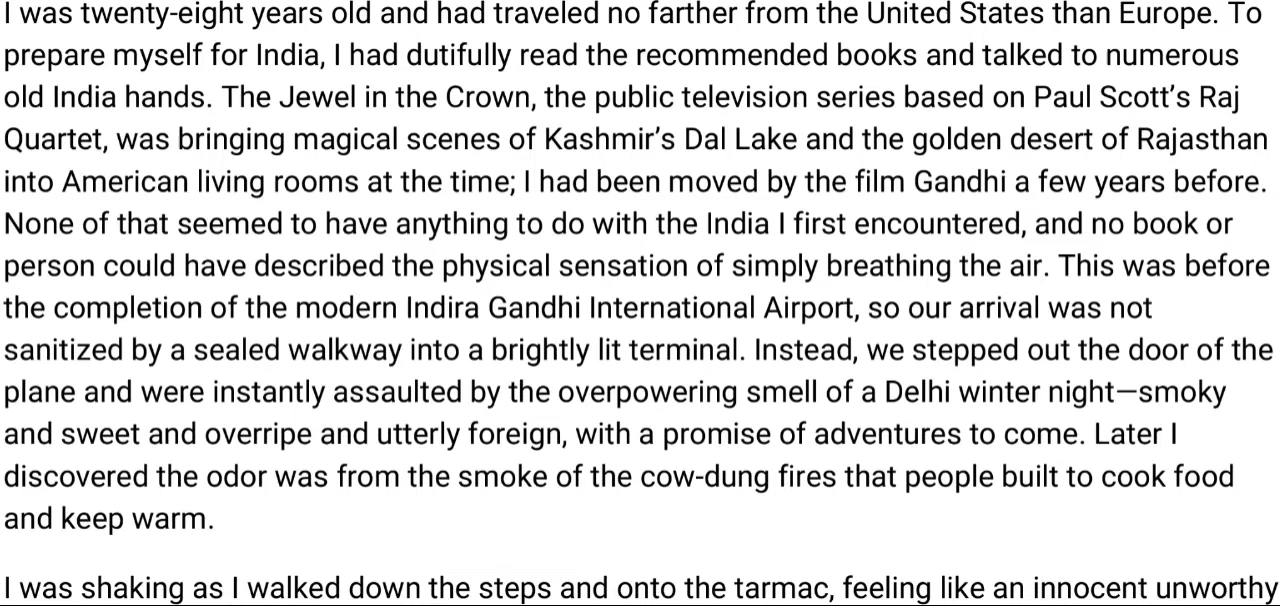 I was twenty-eight years old and had traveled no farther from the United States than Europe. To
prepare myself for India, I had dutifully read the recommended books and talked to numerous
old India hands. The Jewel in the Crown, the public television series based on Paul Scott’s Raj
Quartet, was bringing magical scenes of Kashmir’s Dal Lake and the golden desert of Rajasthan
into American living rooms at the time; I had been moved by the film Gandhi a few years before.
None of that seemed to have anything to do with the India I first encountered, and no book or
person could have described the physical sensation of simply breathing the air. This was before
the completion of the modern Indira Gandhi International Airport, so our arrival was not
sanitized by a sealed walkway into a brightly lit terminal. Instead, we stepped out the door of the
plane and were instantly assaulted by the overpowering smell of a Delhi winter night—smoky
and sweet and overripe and utterly foreign, with a promise of adventures to come. Later I
discovered the odor was from the smoke of the cow-dung fires that people built to cook food
and keep warm.
I was shaking as I walked down the steps and onto the tarmac, feeling like an innocent unworthy